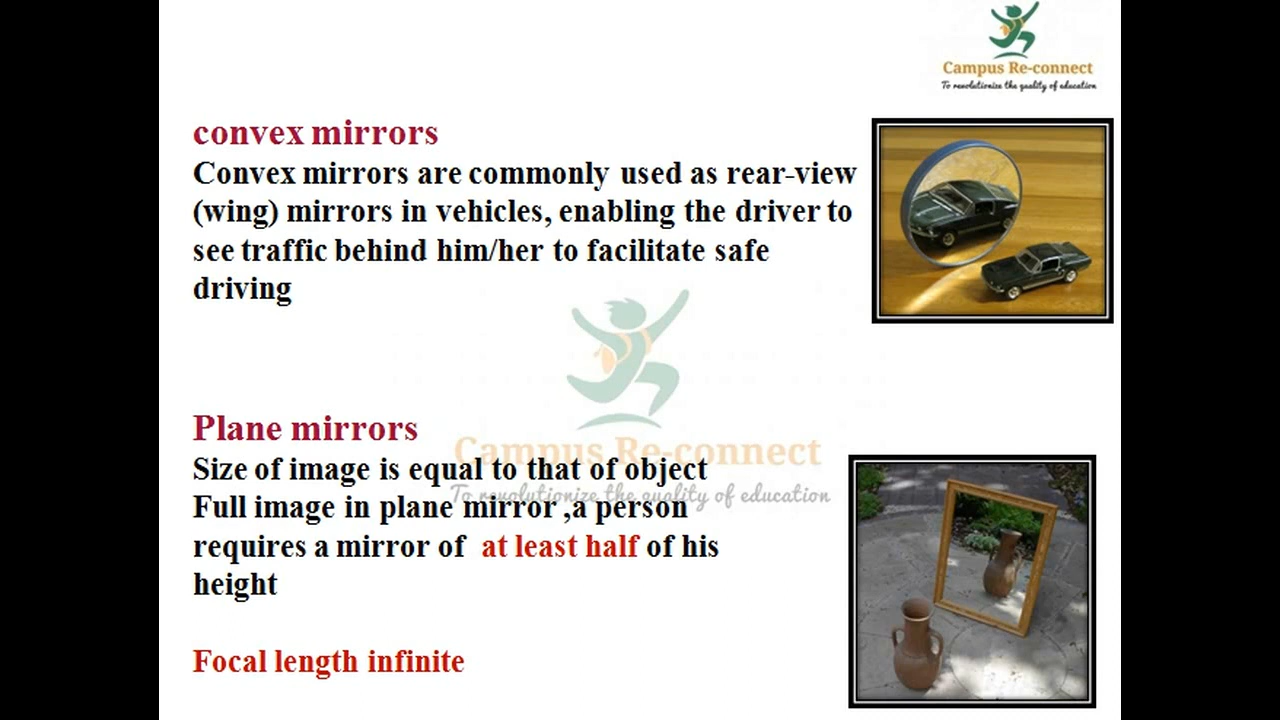 Campus Re-connect
To revolutionize the quality of education
convex mirrors
Convex mirrors are commonly used as rear-view
(wing) mirrors in vehicles, enabling the driver to
see traffic behind him/her to facilitate safe
driving
Plane mirrors
Campus Re-connect
Size of image is equal to that of object
To revolutionize the quality of education
Full image in plane mirror ,a person
requires a mirror of at least half of his
height
Focal length infinite